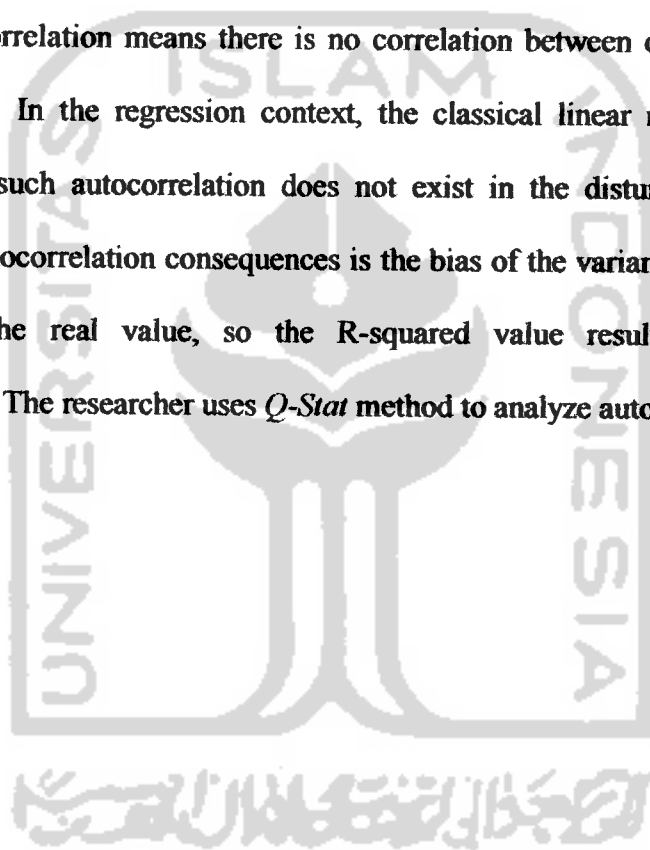 orrelation means there is no correlation between
ISLAM
In the regression context, the classical linear
such autocorrelation does not exist in the distu
ocorrelation consequences is the bias of the varian
he real value, so the R-squared value resul
The researcher uses Q-Stat method to analyze auto
UNIVERSITAS
INDONESIA